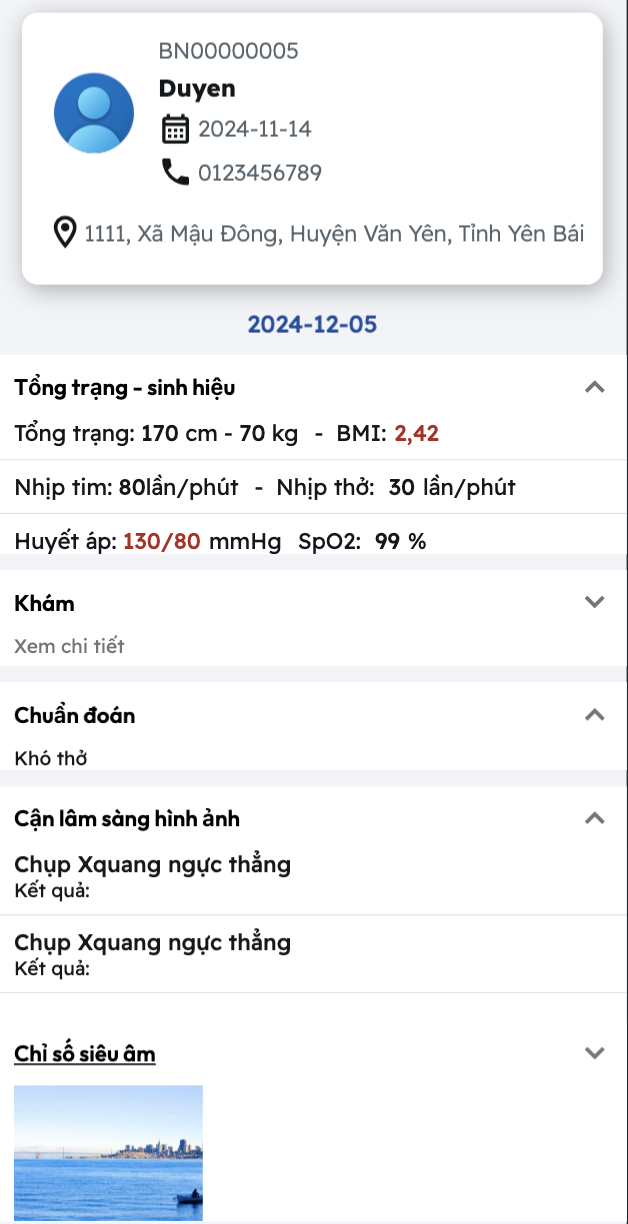 BN00000005
Duyen
2024-11-14
0123456789
1111, Xã Mậu Đông, Huyện Văn Yên, Tỉnh Yên Bái
2024-12-05
Tổng trạng - sinh hiệu
Tổng trạng: 170 cm - 70 kg - BMI: 2,42
Nhịp tim: 80lần/phút - Nhịp thở: 30 lần/phút
Huyết áp: 130/80 mmHg SpO2: 99 %
Khám
Xem chi tiết
Chuẩn đoán
Khó thở
Cận lâm sàng hình ảnh
Chụp Xquang ngực thẳng
Kết quả:
Chụp Xquang ngực thẳng
Kết quả:
Chỉ số siêu âm